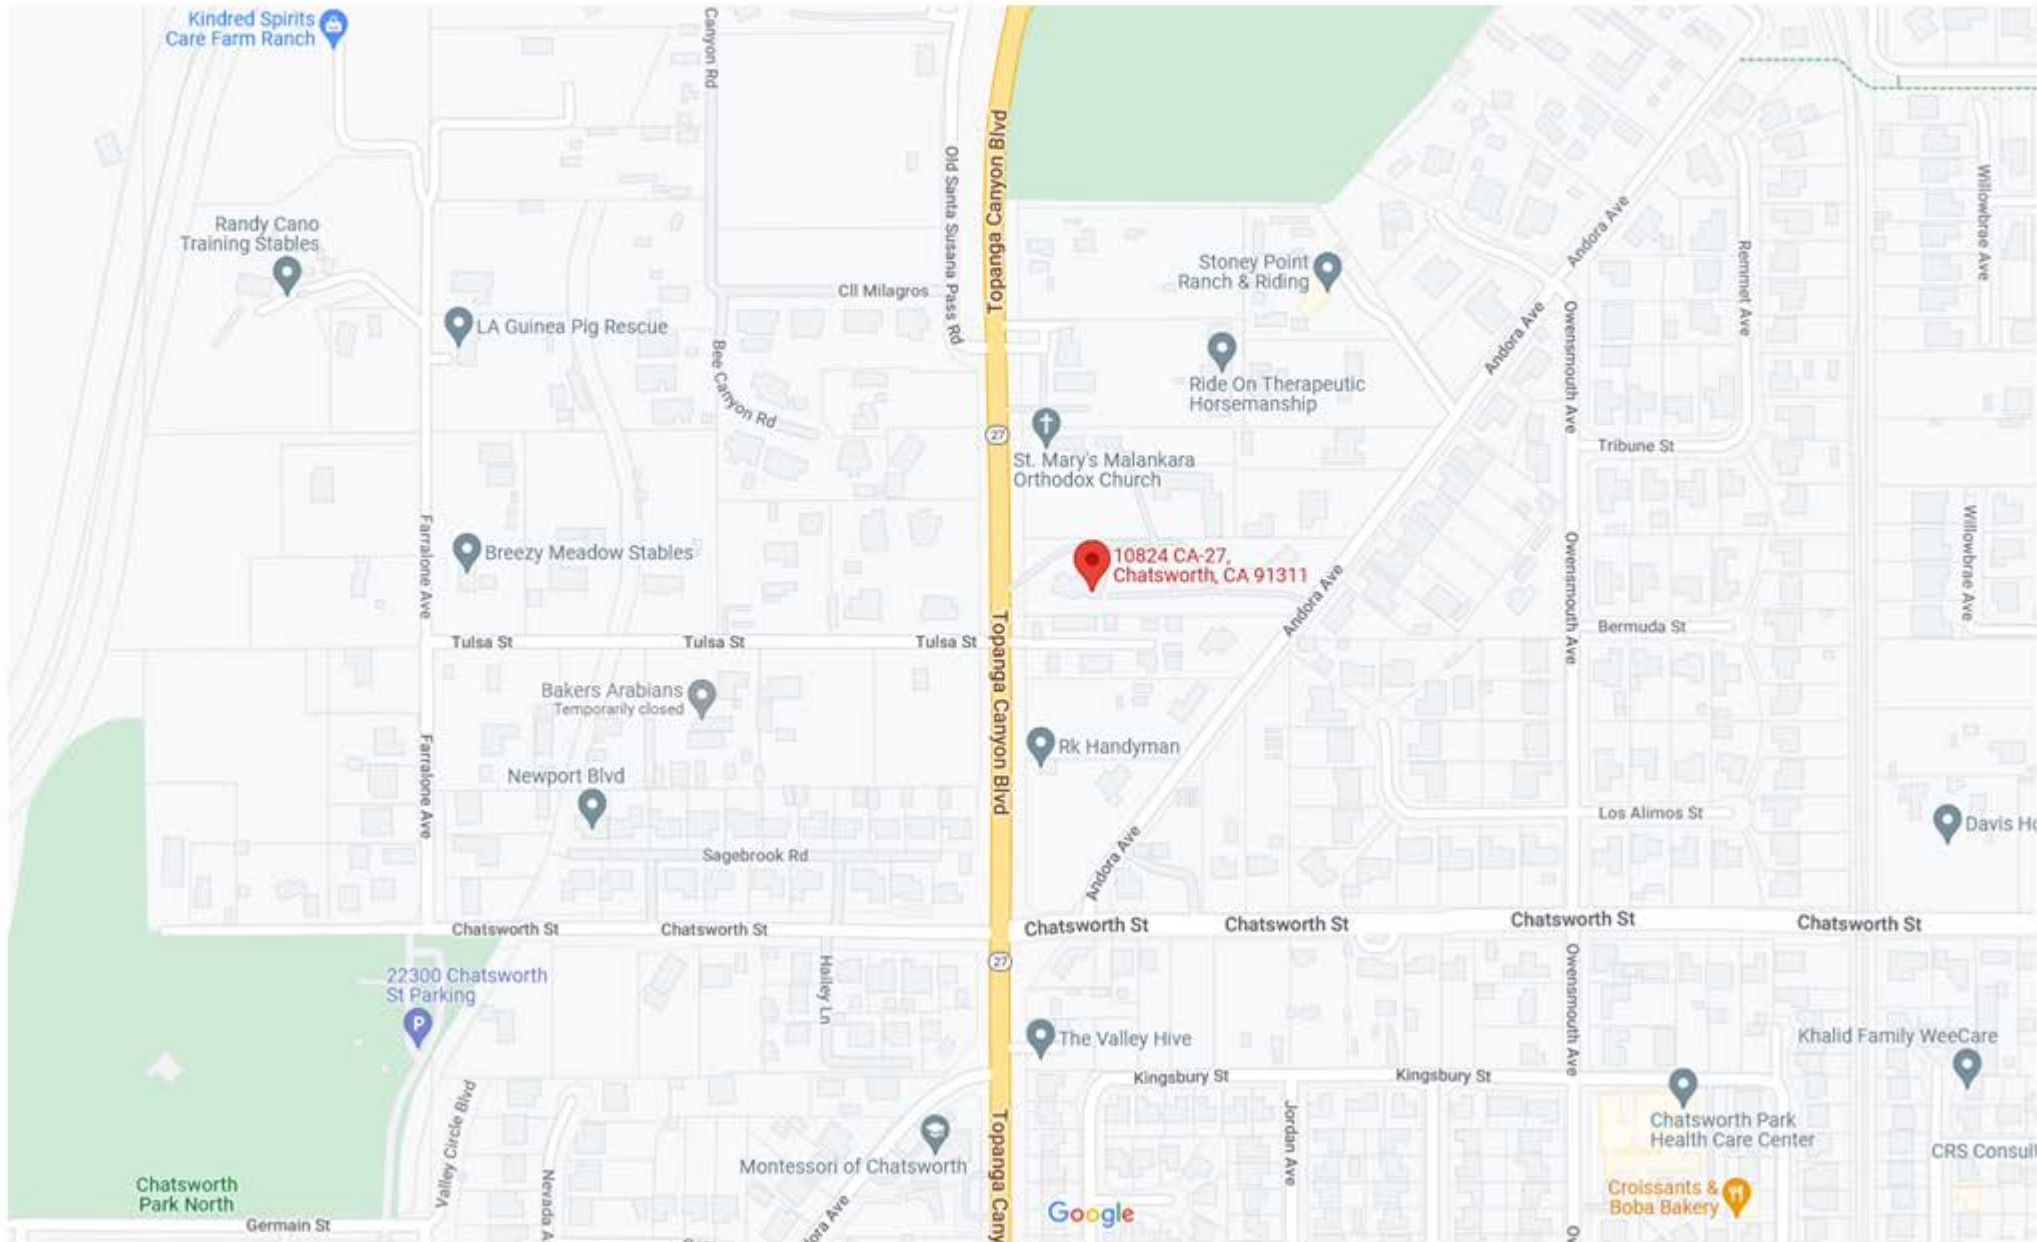 Kindred Spirits
Care Farm Ranch
Canyon Rd
Old Santa Susana Pass Rd
Topanga Canyon Blvd
Andora Ave
Remmet Ave
Willowbrae Ave
Randy Cano
Training Stables
LA Guinea Pig Rescue
Cll Milagros
Bee Canyon Rd
Stoney Point
Ranch & Riding
Ride On Therapeutic
Horsemanship
Andora Ave
Owensmouth Ave
Tribune St
27
St. Mary's Malankara
Orthodox Church
Farralone Ave
Breezy Meadow Stables
10824 CA-27,
Chatsworth, CA 91311
Andora Ave
Owensmouth Ave
Willowbrae Ave
Bermuda St
Tulsa St
Tulsa St
Tulsa St
Topanga Canyon Blvd
Bakers Arabians
Temporarily closed
Farralone Ave
Rk Handyman
Newport Blvd
Los Alimos St
Davis Ho
Sagebrook Rd
Andora Ave
Chatsworth St
Chatsworth St
Chatsworth St
Chatsworth St
Chatsworth St
Chatsworth St
27
Hailey Ln
Owensmouth Ave
22300 Chatsworth
St Parking
P
The Valley Hive
Khalid Family WeeCare
Kingsbury St
Kingsbury St
Valley Circle Blvd
Nevada A
Jordan Ave
Topanga Cany
Chatsworth Park
Health Care Center
Montessori of Chatsworth
CRS Consult
Chatsworth
Park North
Croissants &
Boba Bakery
Germain St
dora Ave
Google